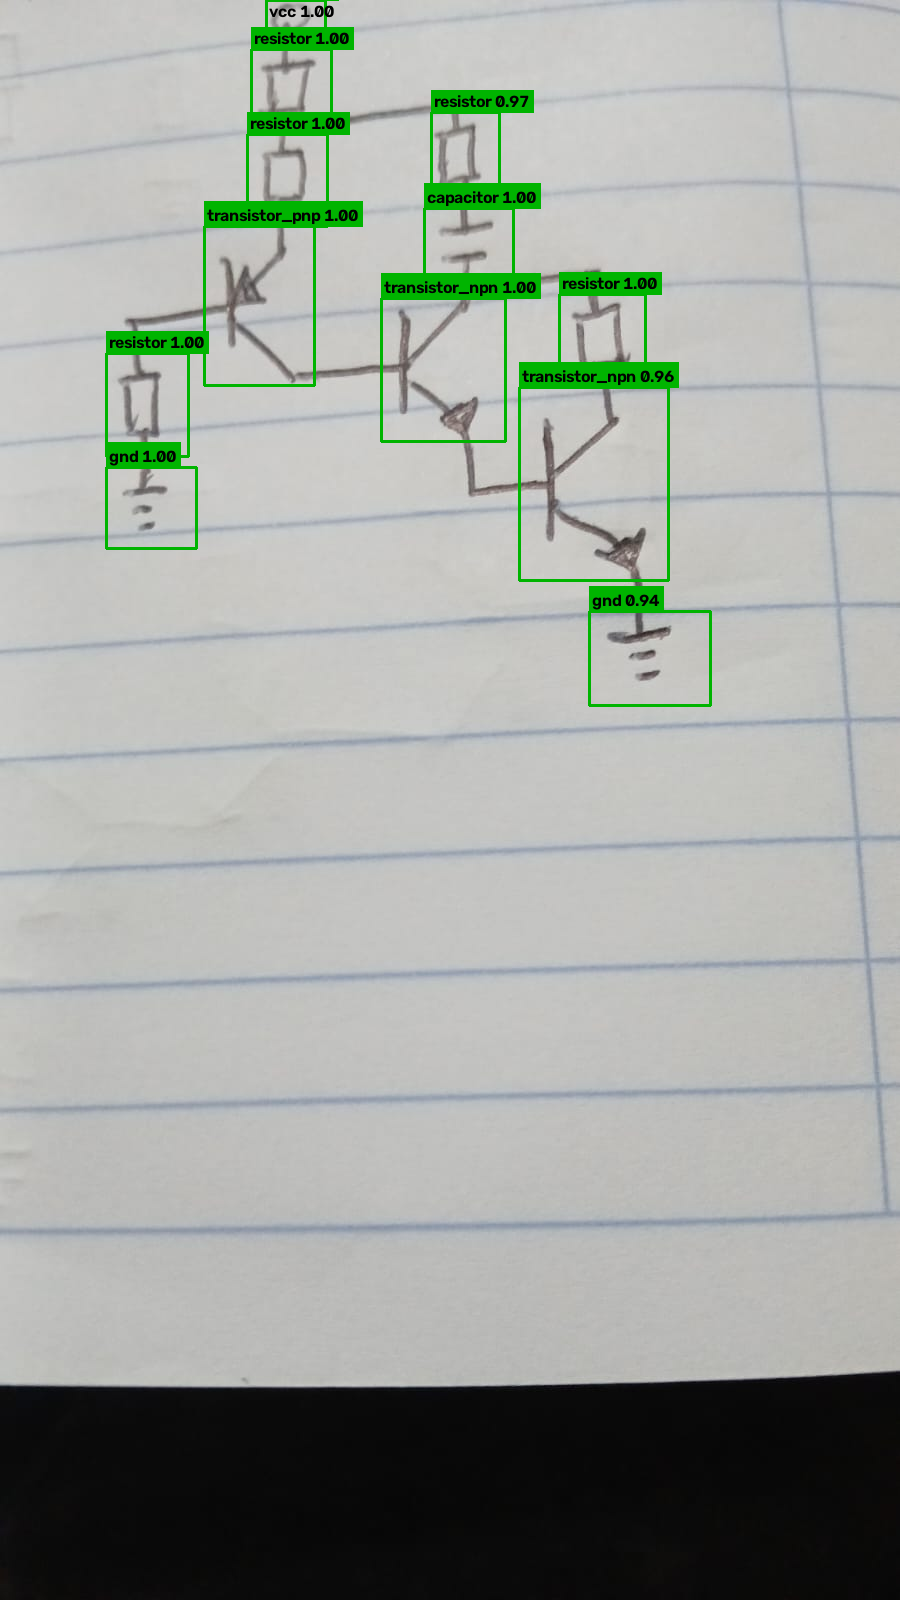 vcc 1.00
resistor 1.00
resistor 0.97
resistor 1.00
capacitor 1.00
transistor_pnp 1.00
resistor 1.00
transistor_npn 1.00
resistor 1.00
transistor_npn 0.96
gnd 1.00
gnd 0.94